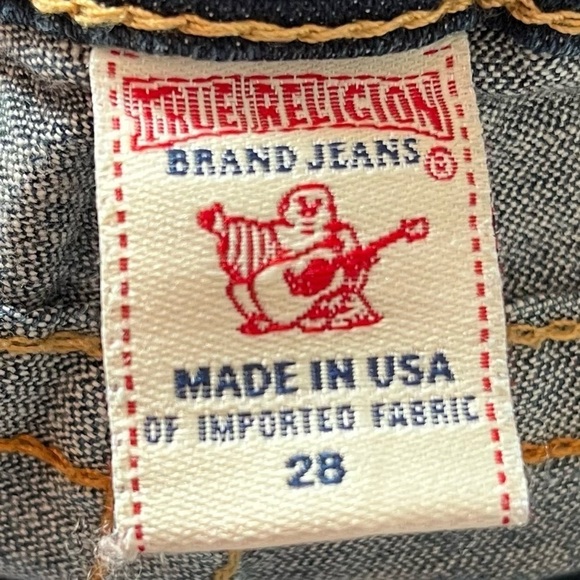 TRUE RELIGION
BRAND JEANS ®
MADE IN USA
OF IMPORTED FABRIC
28